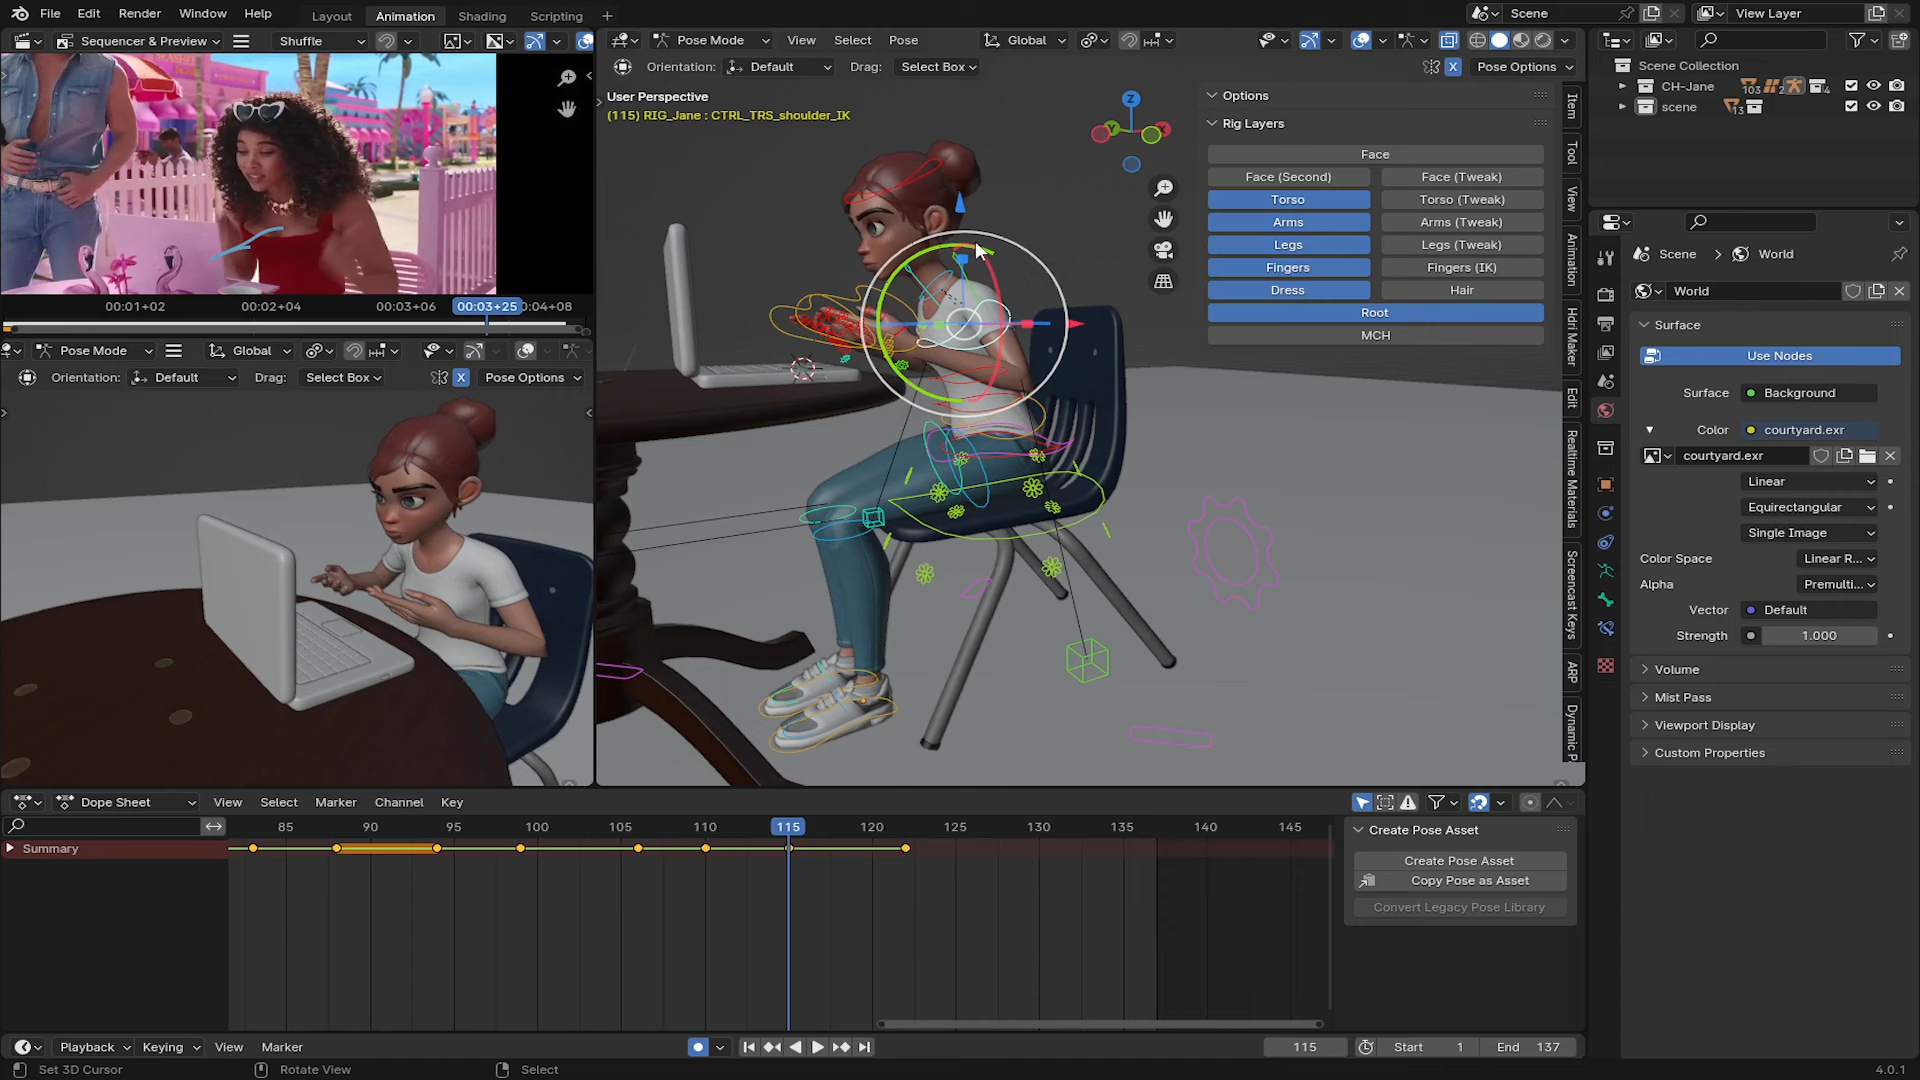 File Edit Render Window Help Layout Animation Shading Scripting + Scene View Layer
Sequencer & Preview Shuffle Pose Mode View Select Pose Global
Orientation: Default Drag: Select Box X Pose Options
User Perspective
(115) RIG_Jane : CTRL_TRS_shoulder_IK
Z
Y
X
Options
Rig Layers
Face
Face (Second) Face (Tweak)
Torso Torso (Tweak)
Arms Arms (Tweak)
Legs Legs (Tweak)
Fingers Fingers (IK)
Dress Hair
Root
MCH
Item
Tool
View
Animation
Hdri Maker
Edit
Realtime Materials
Screencast Keys
ARP
Dynamic P
Scene Collection
CH-Jane 103 2 4
scene 13
Scene > World
World
Surface
Use Nodes
Surface Background
Color courtyard.exr
courtyard.exr
Linear
Equirectangular
Single Image
Color Space Linear R...
Alpha Premulti...
Vector Default
Strength 1.000
Volume
Mist Pass
Viewport Display
Custom Properties
00:01+02 00:02+04 00:03+06 00:03+25 0:04+08
Pose Mode Global
Orientation: Default Drag: Select Box X Pose Options
Dope Sheet View Select Marker Channel Key
85 90 95 100 105 110 115 120 125 130 135 140 145
Summary
Create Pose Asset
Create Pose Asset
Copy Pose as Asset
Convert Legacy Pose Library
Playback Keying View Marker 115 Start 1 End 137
Set 3D Cursor Rotate View Select 4.0.1